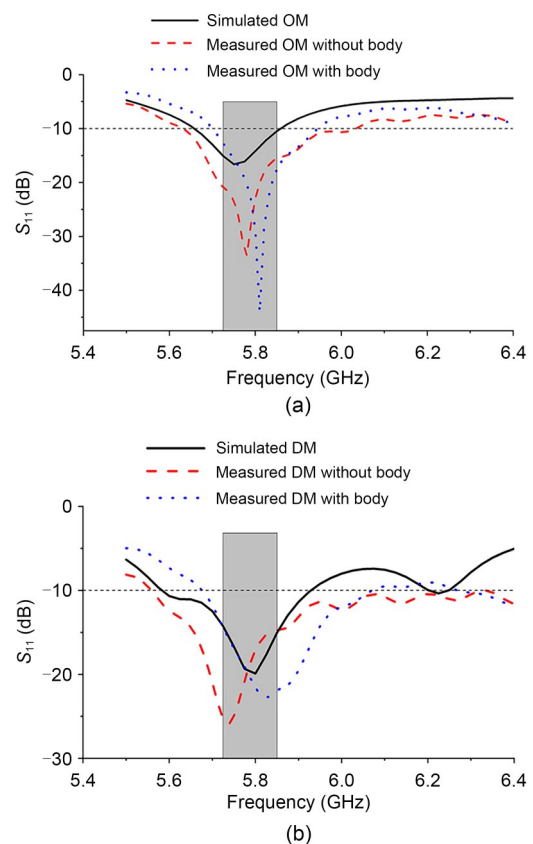 Simulated OM
Measured OM without body
Measured OM with body
0
−10
−20
−30
−40
S11 (dB)
5.4 5.6 5.8 6.0 6.2 6.4
Frequency (GHz)
(a)
Simulated DM
Measured DM without body
Measured DM with body
0
−10
−20
−30
S11 (dB)
5.4 5.6 5.8 6.0 6.2 6.4
Frequency (GHz)
(b)